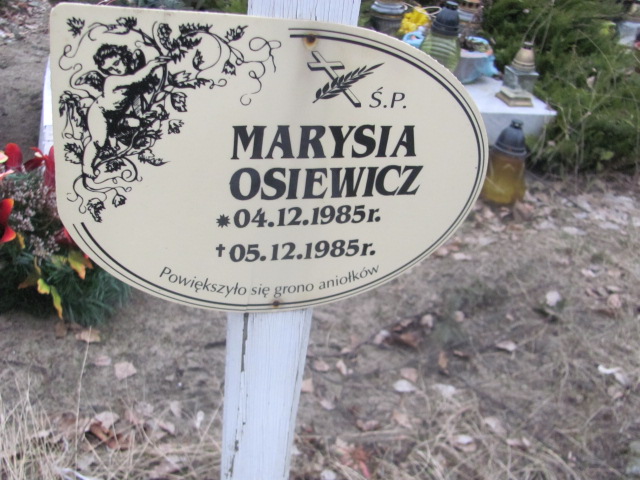 Ś.P.
MARYSIA
OSIEWICZ
* 04.12.1985r.
† 05.12.1985r.
Powiększyło się grono aniołków